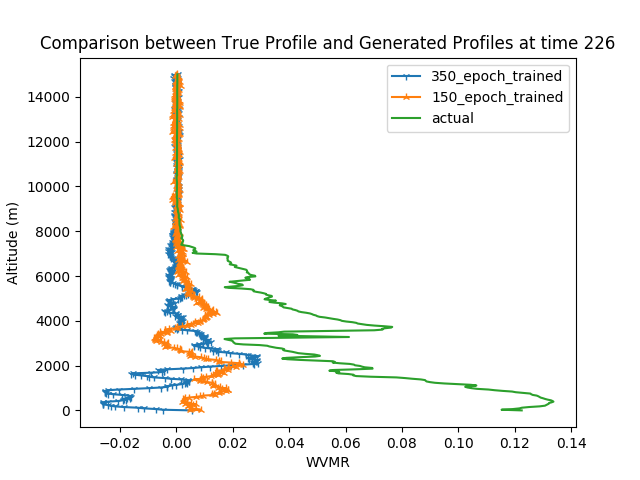 Comparison between True Profile and Generated Profiles at time 226
350_epoch_trained
150_epoch_trained
actual
Altitude (m)
14000
12000
10000
8000
6000
4000
2000
0
−0.02 0.00 0.02 0.04 0.06 0.08 0.10 0.12 0.14
WVMR